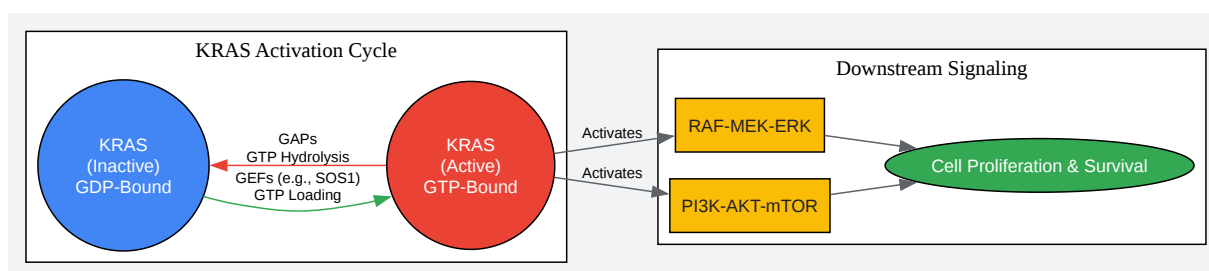 KRAS Activation Cycle
KRAS
(Inactive)
GDP-Bound
GAPs
GTP Hydrolysis
GEFs (e.g., SOS1)
GTP Loading
KRAS
(Active)
GTP-Bound
Activates
Activates
Downstream Signaling
RAF-MEK-ERK
PI3K-AKT-mTOR
Cell Proliferation & Survival